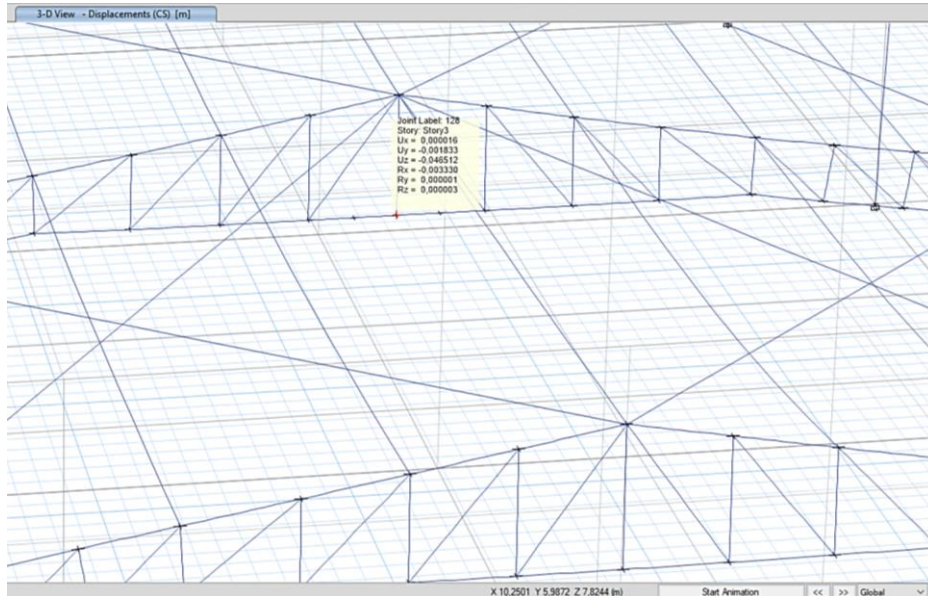 3-D View - Displacements (CS) [m]
Joint Label: 128
Story: Story3
Ux = 0,000016
Uy = -0,001833
Uz = -0,046512
Rx = -0,003330
Ry = 0,000001
Rz = 0,000003
X 10,2501 Y 5,9872 Z 7,8244 (m)
Start Animation
<< >>
Global